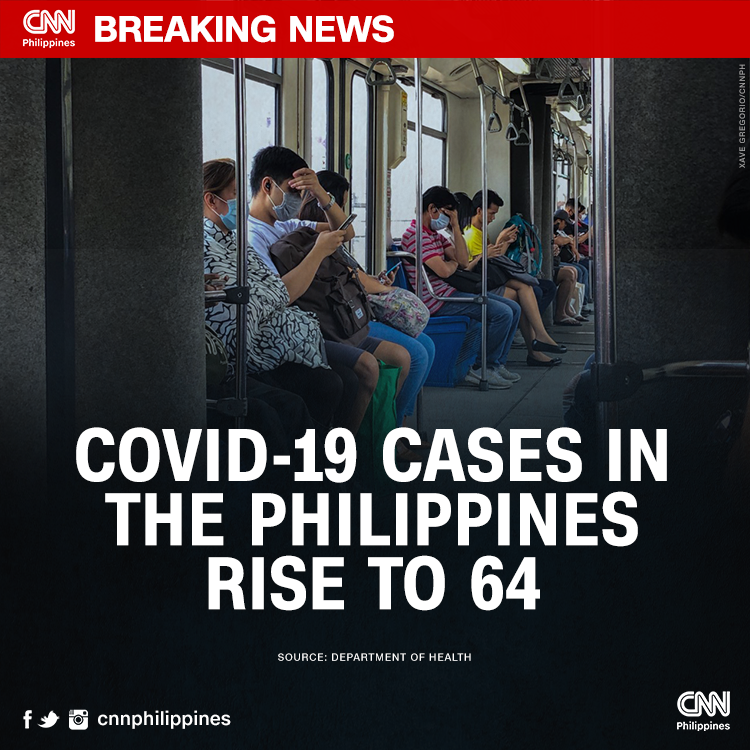 CNN
Philippines
BREAKING NEWS
XAVE GREGORIO/CNNPH
COVID-19 CASES IN
THE PHILIPPINES
RISE TO 64
SOURCE: DEPARTMENT OF HEALTH
cnnphilippines
CNN
Philippines